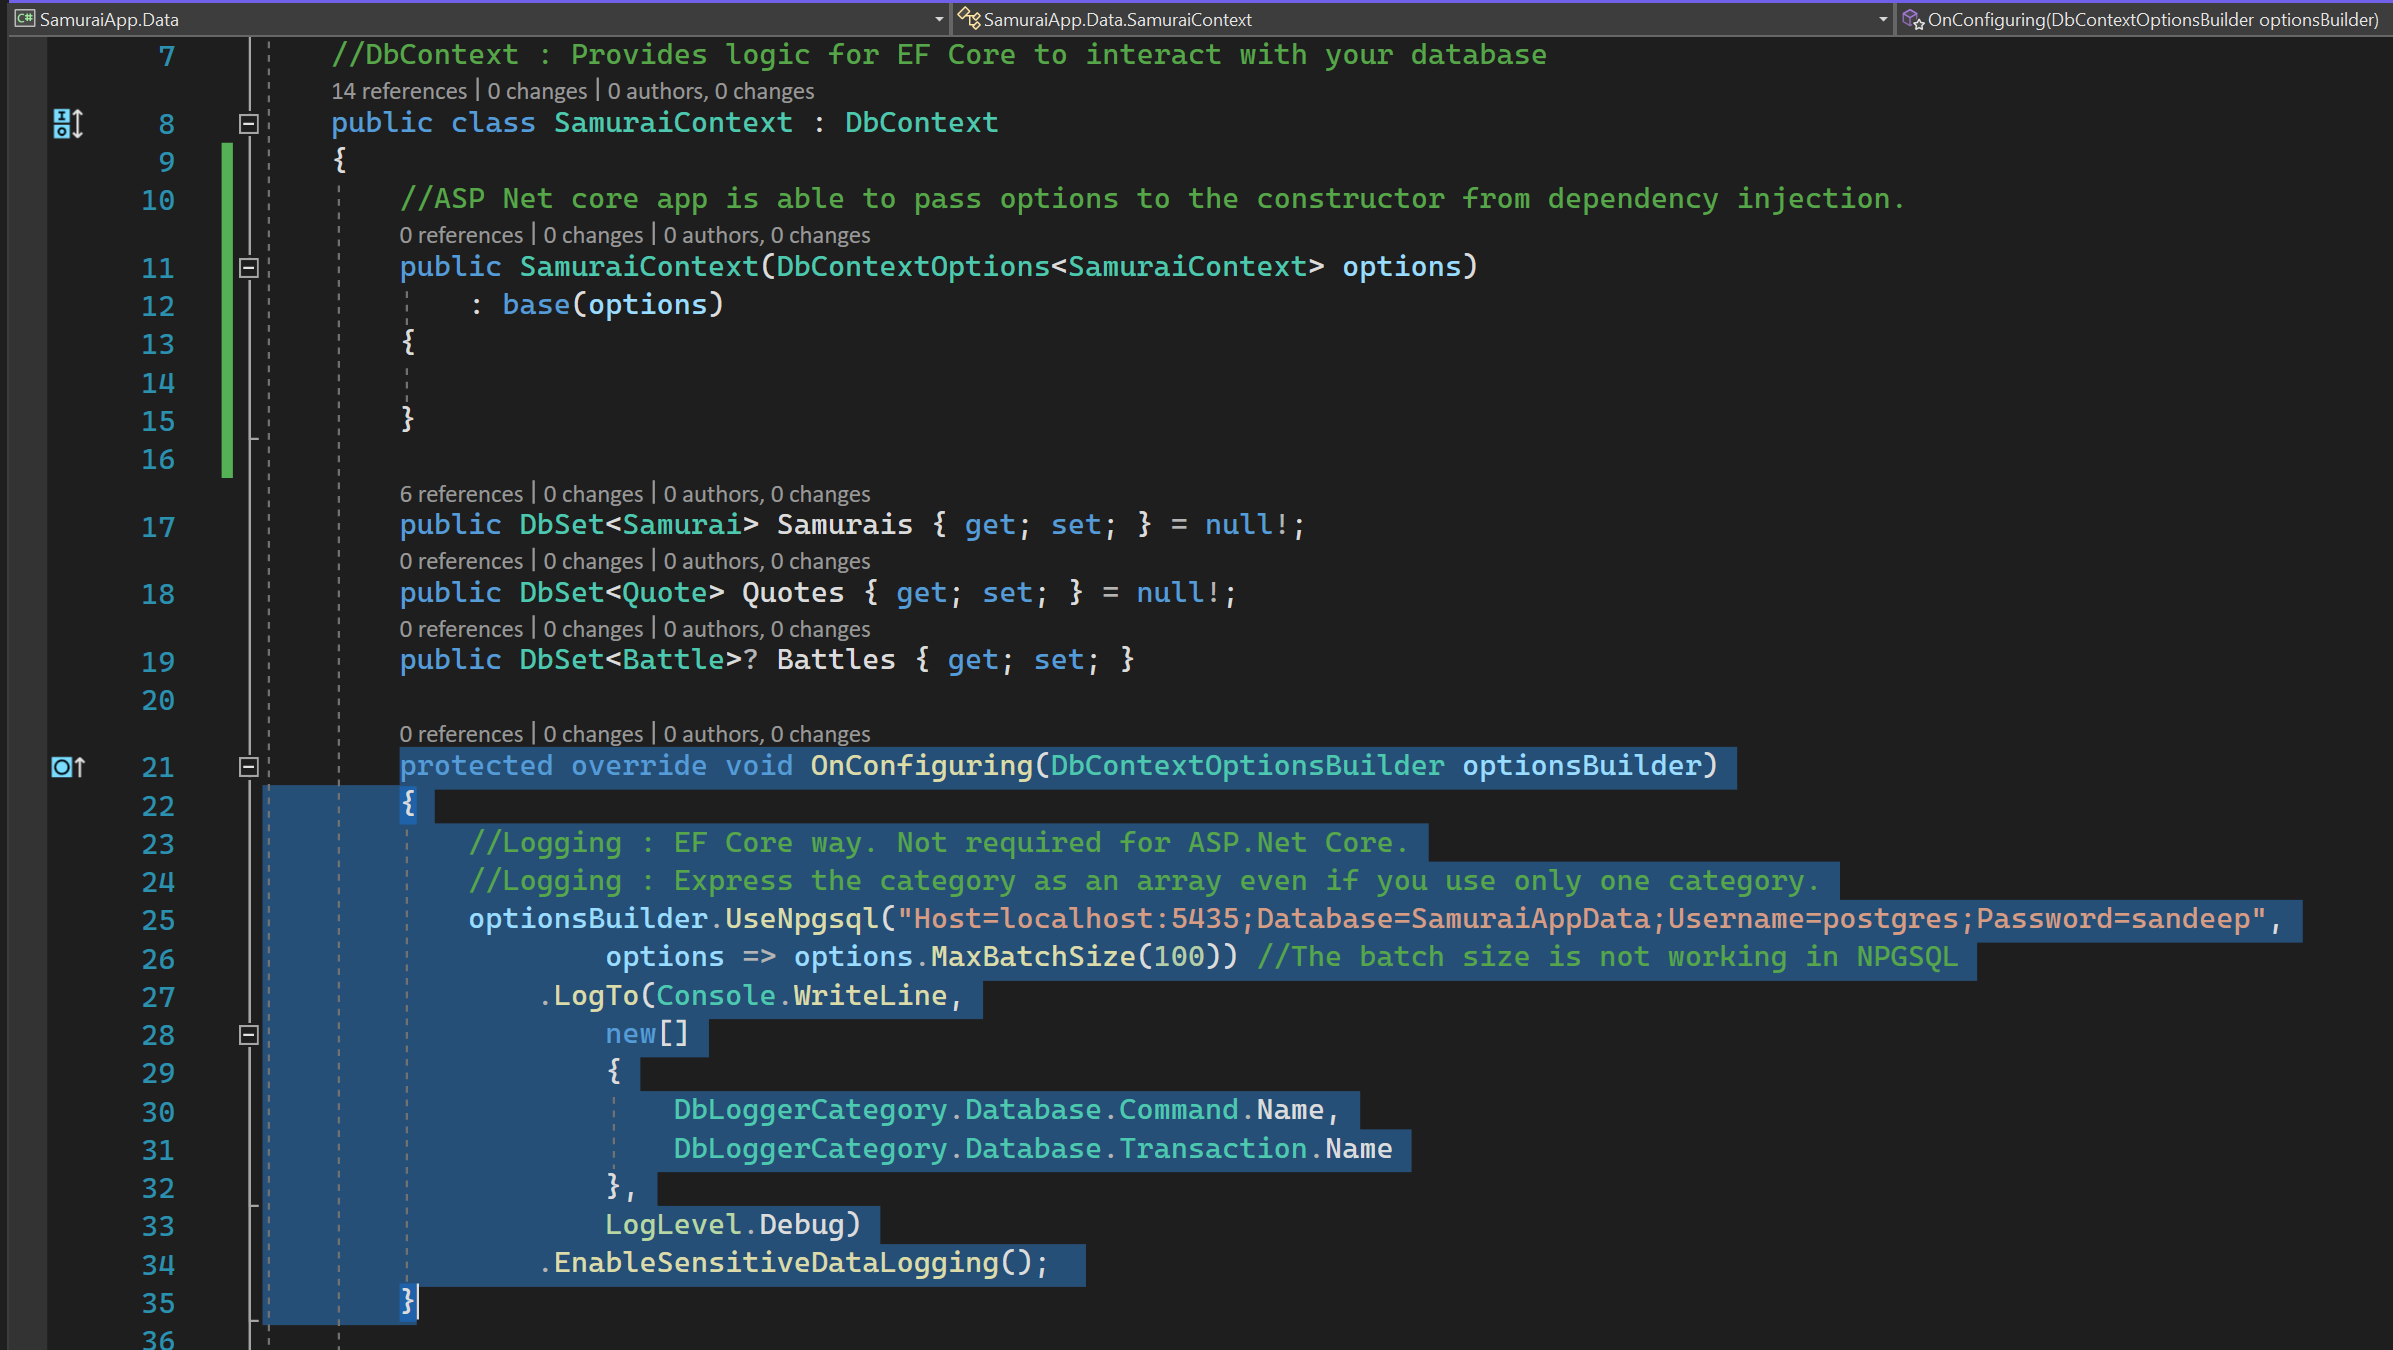 C# SamuraiApp.Data SamuraiApp.Data.SamuraiContext OnConfiguring(DbContextOptionsBuilder optionsBuilder)
7 //DbContext : Provides logic for EF Core to interact with your database
14 references | 0 changes | 0 authors, 0 changes
8 public class SamuraiContext : DbContext
9 {
10 //ASP Net core app is able to pass options to the constructor from dependency injection.
0 references | 0 changes | 0 authors, 0 changes
11 public SamuraiContext(DbContextOptions<SamuraiContext> options)
12 : base(options)
13 {
14
15 }
16
6 references | 0 changes | 0 authors, 0 changes
17 public DbSet<Samurai> Samurais { get; set; } = null!;
0 references | 0 changes | 0 authors, 0 changes
18 public DbSet<Quote> Quotes { get; set; } = null!;
0 references | 0 changes | 0 authors, 0 changes
19 public DbSet<Battle>? Battles { get; set; }
20
0 references | 0 changes | 0 authors, 0 changes
21 protected override void OnConfiguring(DbContextOptionsBuilder optionsBuilder)
22 {
23 //Logging : EF Core way. Not required for ASP.Net Core.
24 //Logging : Express the category as an array even if you use only one category.
25 optionsBuilder.UseNpgsql("Host=localhost:5435;Database=SamuraiAppData;Username=postgres;Password=sandeep",
26 options => options.MaxBatchSize(100)) //The batch size is not working in NPGSQL
27 .LogTo(Console.WriteLine,
28 new[]
29 {
30 DbLoggerCategory.Database.Command.Name,
31 DbLoggerCategory.Database.Transaction.Name
32 },
33 LogLevel.Debug)
34 .EnableSensitiveDataLogging();
35 }
36